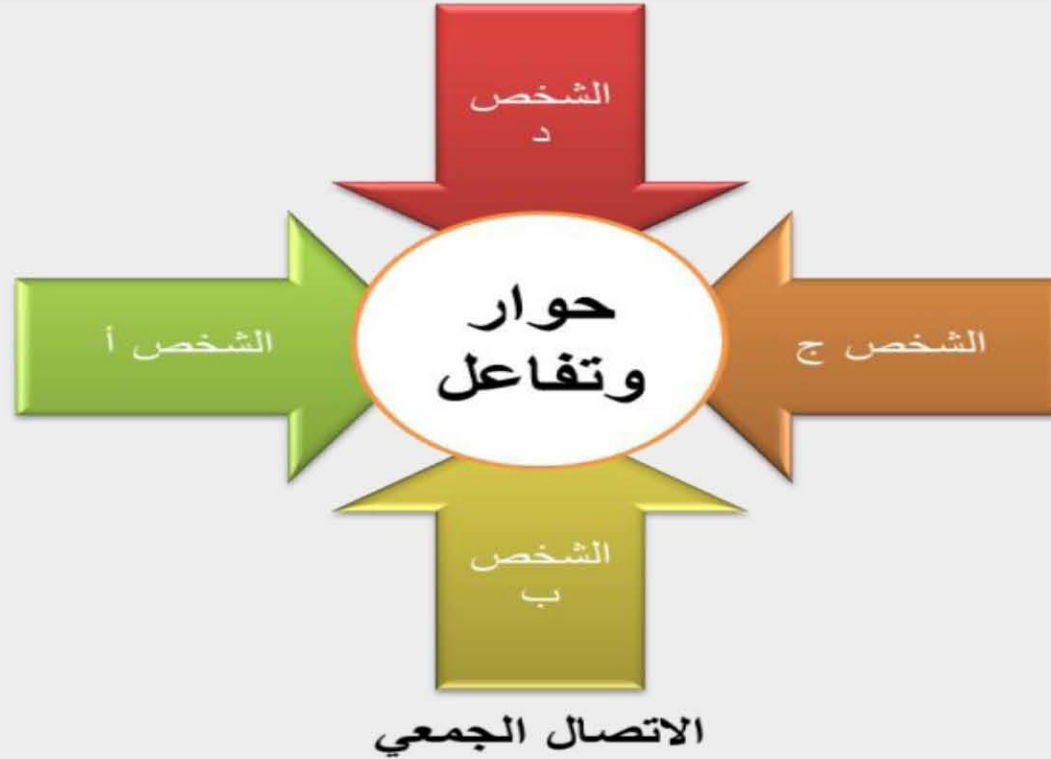 الشخص
د
الشخص ج
حوار
وتفاعل
الشخص أ
الشخص
ب
الاتصال الجمعي